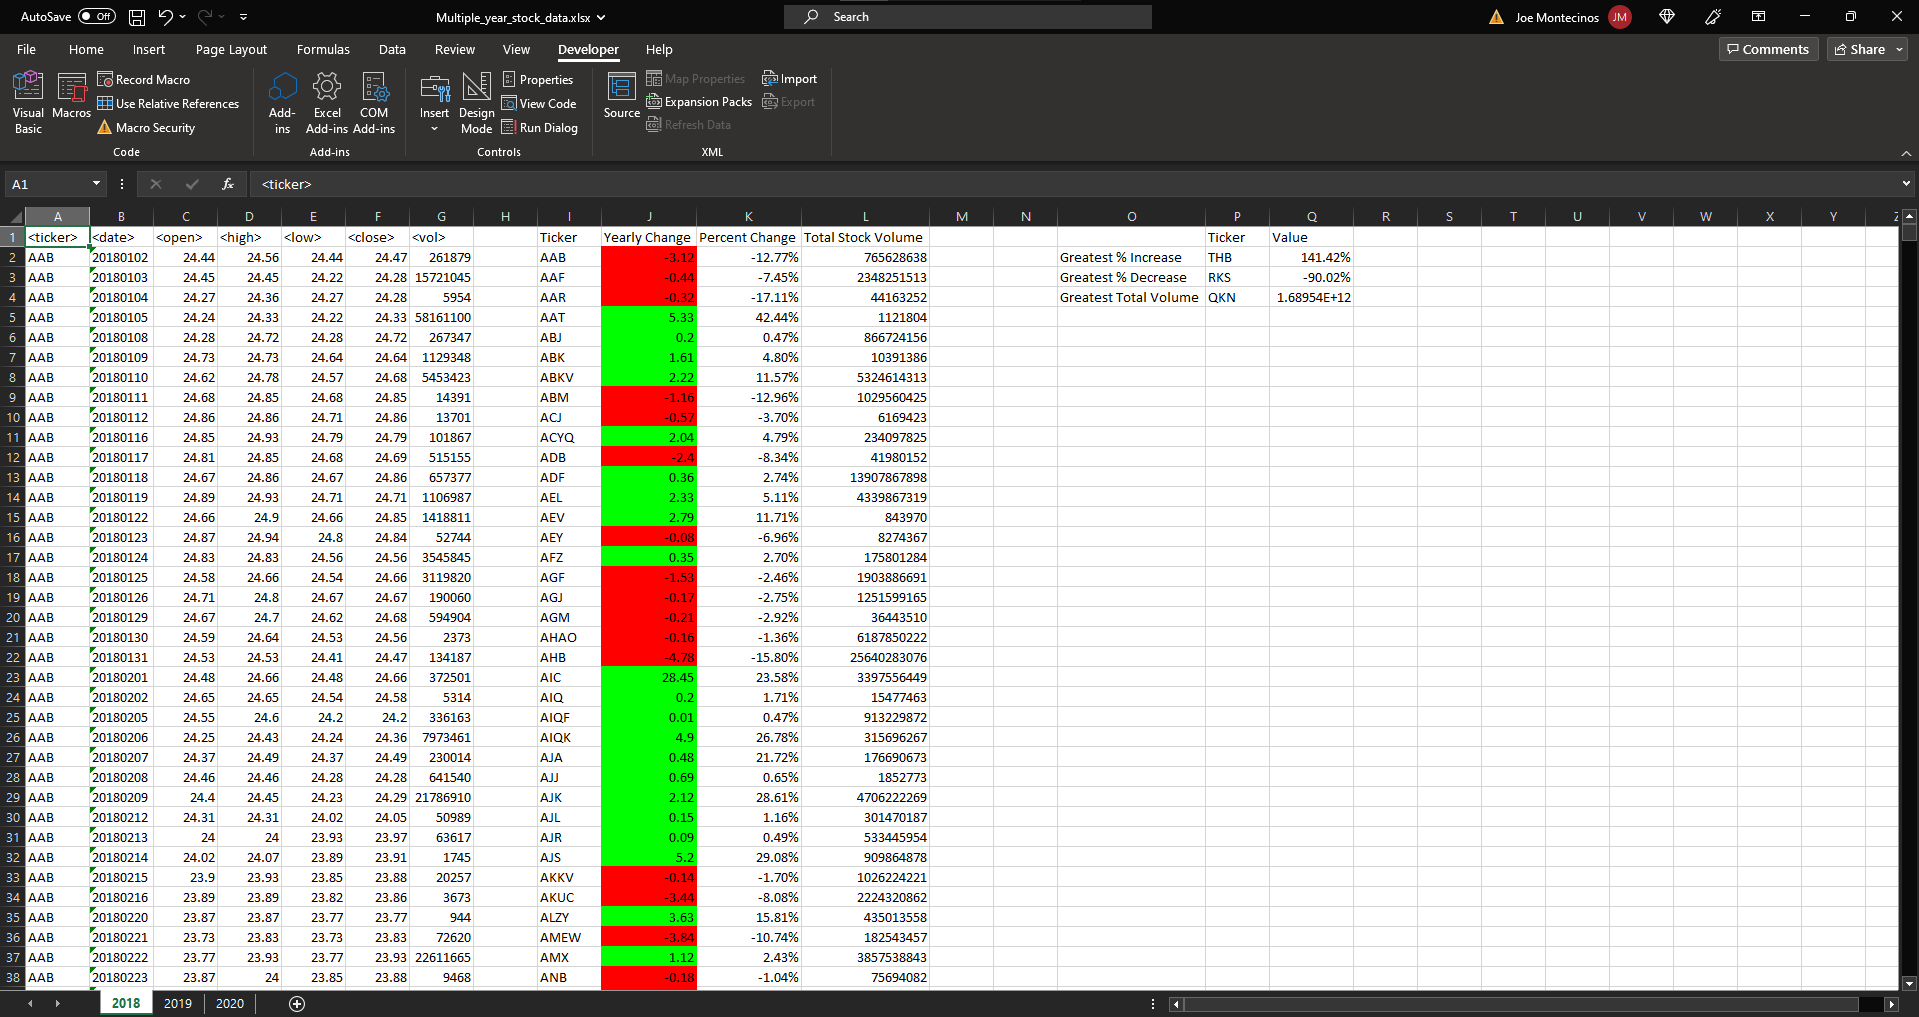 AutoSave Off Multiple_year_stock_data.xlsx Search Joe Montecinos JM
File Home Insert Page Layout Formulas Data Review View Developer Help Comments Share
Visual Basic Macros Record Macro Use Relative References Macro Security Code
Add-ins Excel Add-ins COM Add-ins Add-ins
Insert Design Mode Properties View Code Run Dialog Controls
Source Map Properties Expansion Packs Refresh Data Import Export XML
A1 fx <ticker>
A B C D E F G H I J K L M N O P Q R S T U V W X Y Z
1 <ticker> <date> <open> <high> <low> <close> <vol> Ticker Yearly Change Percent Change Total Stock Volume Ticker Value
2 AAB 20180102 24.44 24.56 24.44 24.47 261879 AAB -3.12 -12.77% 765628638 Greatest % Increase THB 141.42%
3 AAB 20180103 24.45 24.45 24.22 24.28 15721045 AAF -0.44 -7.45% 2348251513 Greatest % Decrease RKS -90.02%
4 AAB 20180104 24.27 24.36 24.27 24.28 5954 AAR -0.32 -17.11% 44163252 Greatest Total Volume QKN 1.68954E+12
5 AAB 20180105 24.24 24.33 24.22 24.33 58161100 AAT 5.33 42.44% 1121804
6 AAB 20180108 24.28 24.72 24.28 24.72 267347 ABJ 0.2 0.47% 866724156
7 AAB 20180109 24.73 24.73 24.64 24.64 1129348 ABK 1.61 4.80% 10391386
8 AAB 20180110 24.62 24.78 24.57 24.68 5453423 ABKV 2.22 11.57% 5324614313
9 AAB 20180111 24.68 24.85 24.68 24.85 14391 ABM -1.16 -12.96% 1029560425
10 AAB 20180112 24.86 24.86 24.71 24.86 13701 ACJ -0.57 -3.70% 6169423
11 AAB 20180116 24.85 24.93 24.79 24.79 101867 ACYQ 2.04 4.79% 234097825
12 AAB 20180117 24.81 24.85 24.68 24.69 515155 ADB -2.4 -8.34% 41980152
13 AAB 20180118 24.67 24.86 24.67 24.86 657377 ADF 0.36 2.74% 13907867898
14 AAB 20180119 24.89 24.93 24.71 24.71 1106987 AEL 2.33 5.11% 4339867319
15 AAB 20180122 24.66 24.9 24.66 24.85 1418811 AEV 2.79 11.71% 843970
16 AAB 20180123 24.87 24.94 24.8 24.84 52744 AEY -0.08 -6.96% 8274367
17 AAB 20180124 24.83 24.83 24.56 24.56 3545845 AFZ 0.35 2.70% 175801284
18 AAB 20180125 24.58 24.66 24.54 24.66 3119820 AGF -1.53 -2.46% 1903886691
19 AAB 20180126 24.71 24.8 24.67 24.67 190060 AGJ -0.17 -2.75% 1251599165
20 AAB 20180129 24.67 24.7 24.62 24.68 594904 AGM -0.21 -2.92% 36443510
21 AAB 20180130 24.59 24.64 24.53 24.56 2373 AHAO -0.16 -1.36% 6187850222
22 AAB 20180131 24.53 24.53 24.41 24.47 134187 AHB -4.78 -15.80% 25640283076
23 AAB 20180201 24.48 24.66 24.48 24.66 372501 AIC 28.45 23.58% 3397556449
24 AAB 20180202 24.65 24.65 24.54 24.58 5314 AIQ 0.2 1.71% 15477463
25 AAB 20180205 24.55 24.6 24.2 24.2 336163 AIQF 0.01 0.47% 913229872
26 AAB 20180206 24.25 24.43 24.24 24.36 7973461 AIQK 4.9 26.78% 315696267
27 AAB 20180207 24.37 24.49 24.37 24.49 230014 AJA 0.48 21.72% 176690673
28 AAB 20180208 24.46 24.46 24.28 24.28 641540 AJJ 0.69 0.65% 1852773
29 AAB 20180209 24.4 24.45 24.23 24.29 21786910 AJK 2.12 28.61% 4706222269
30 AAB 20180212 24.31 24.31 24.02 24.05 50989 AJL 0.15 1.16% 301470187
31 AAB 20180213 24 24 23.93 23.97 63617 AJR 0.09 0.49% 533445954
32 AAB 20180214 24.02 24.07 23.89 23.91 1745 AJS 5.2 29.08% 909864878
33 AAB 20180215 23.9 23.93 23.85 23.88 20257 AKKV -0.14 -1.70% 1026224221
34 AAB 20180216 23.89 23.89 23.82 23.86 3673 AKUC -3.44 -8.08% 2224320862
35 AAB 20180220 23.87 23.87 23.77 23.77 944 ALZY 3.63 15.81% 435013558
36 AAB 20180221 23.73 23.83 23.73 23.83 72620 AMEW -3.84 -10.74% 182543457
37 AAB 20180222 23.77 23.93 23.77 23.93 22611665 AMX 1.12 2.43% 3857538843
38 AAB 20180223 23.87 24 23.85 23.88 9468 ANB -0.18 -1.04% 75694082
2018 2019 2020